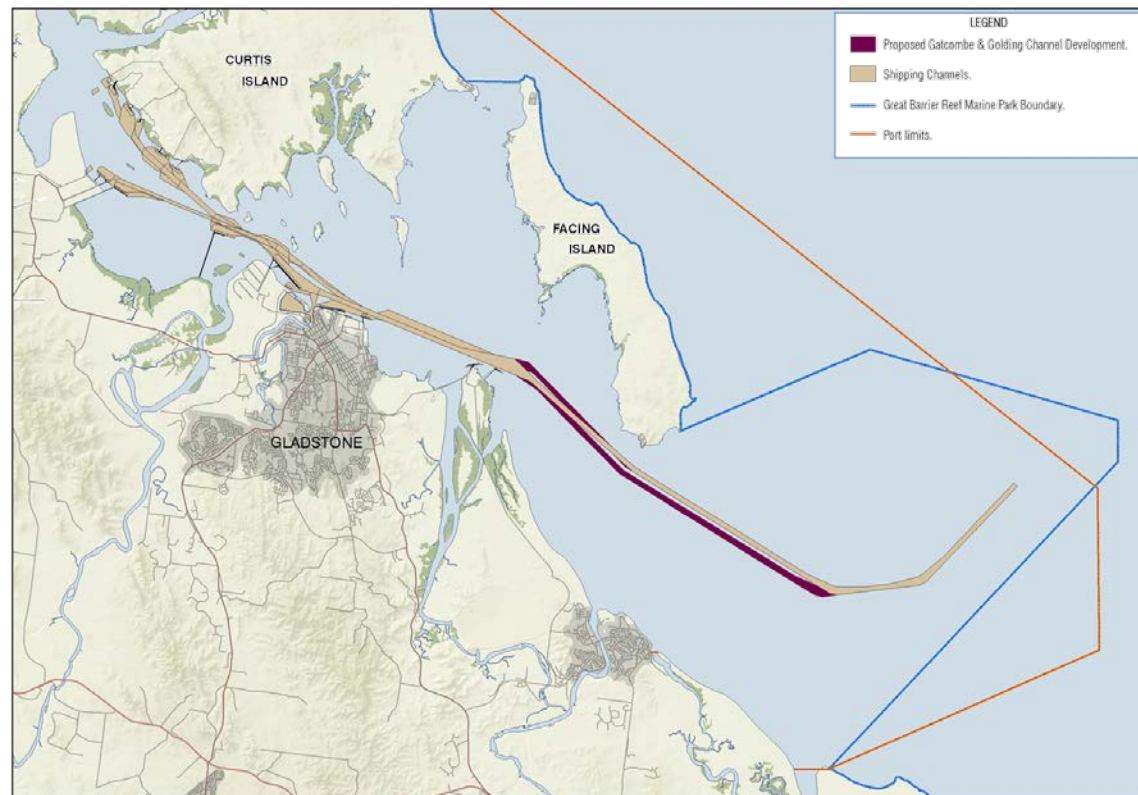 LEGEND
Proposed Gatcombe & Golding Channel Development.
Shipping Channels.
Great Barrier Reef Marine Park Boundary.
Port limits.
CURTIS
ISLAND
FACING
ISLAND
GLADSTONE